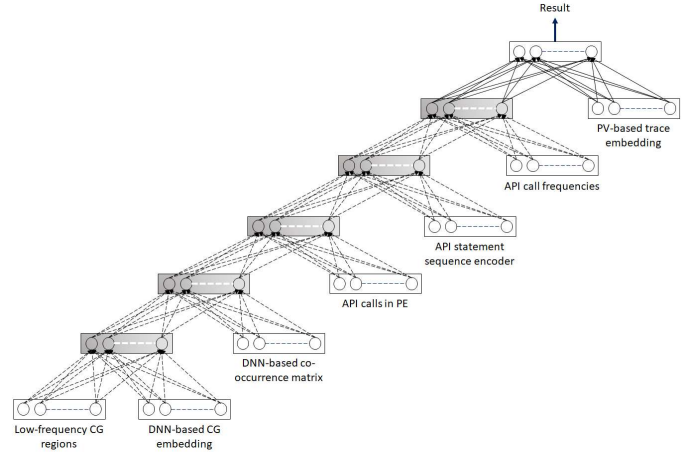 Result
PV-based trace
embedding
API call frequencies
API statement
sequence encoder
API calls in PE
DNN-based co-
occurrence matrix
Low-frequency CG
regions
DNN-based CG
embedding